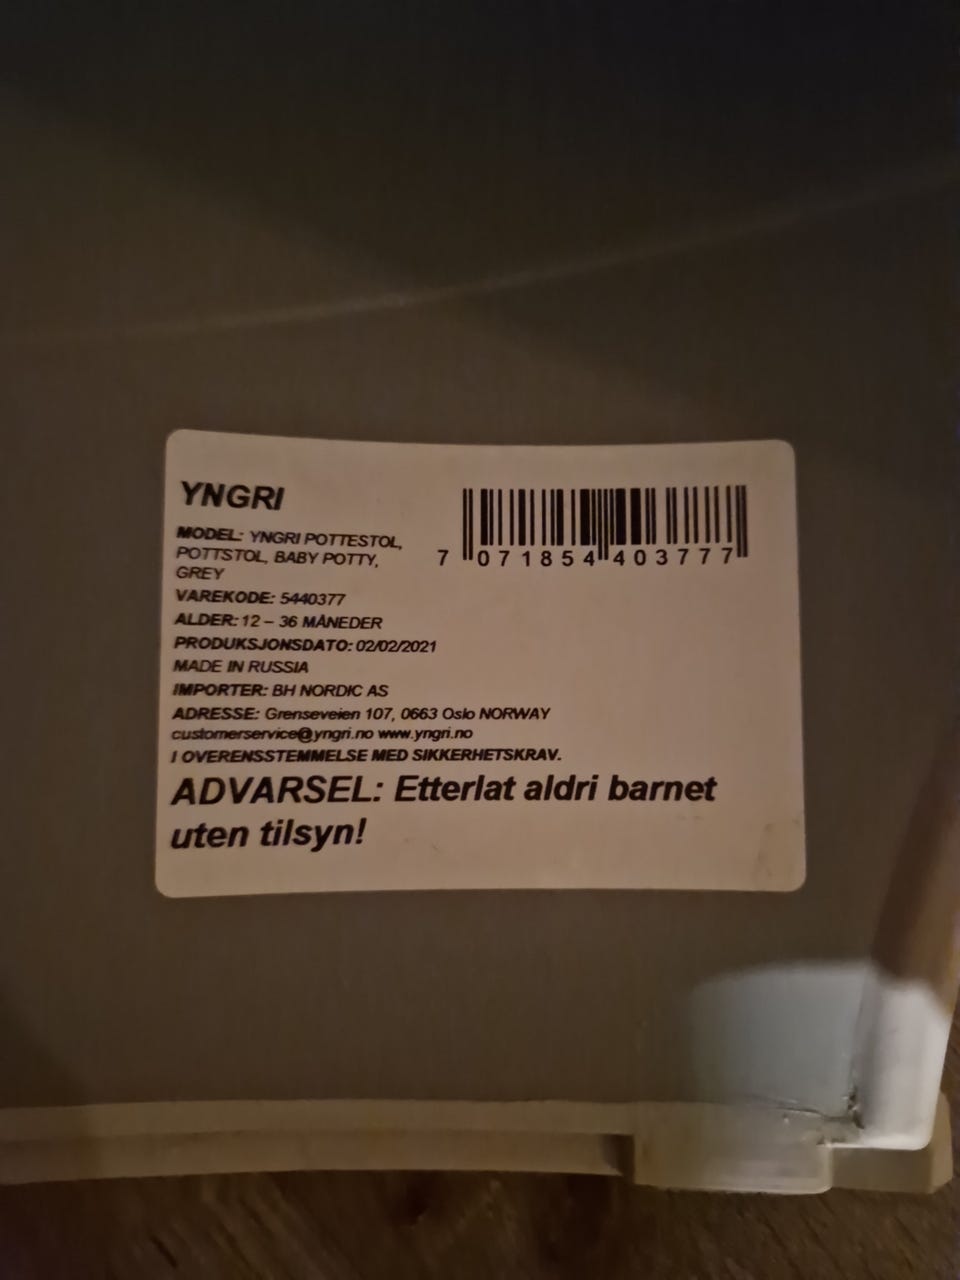 YNGRI
MODEL: YNGRI POTTESTOL,
POTTSTOL, BABY POTTY,
GREY
7 071854 403777
VAREKODE: 5440377
ALDER: 12 – 36 MÅNEDER
PRODUKSJONSDATO: 02/02/2021
MADE IN RUSSIA
IMPORTER: BH NORDIC AS
ADRESSE: Grenseveien 107, 0663 Oslo NORWAY
customerservice@yngri.no www.yngri.no
I OVERENSSTEMMELSE MED SIKKERHETSKRAV.
ADVARSEL: Etterlat aldri barnet
uten tilsyn!